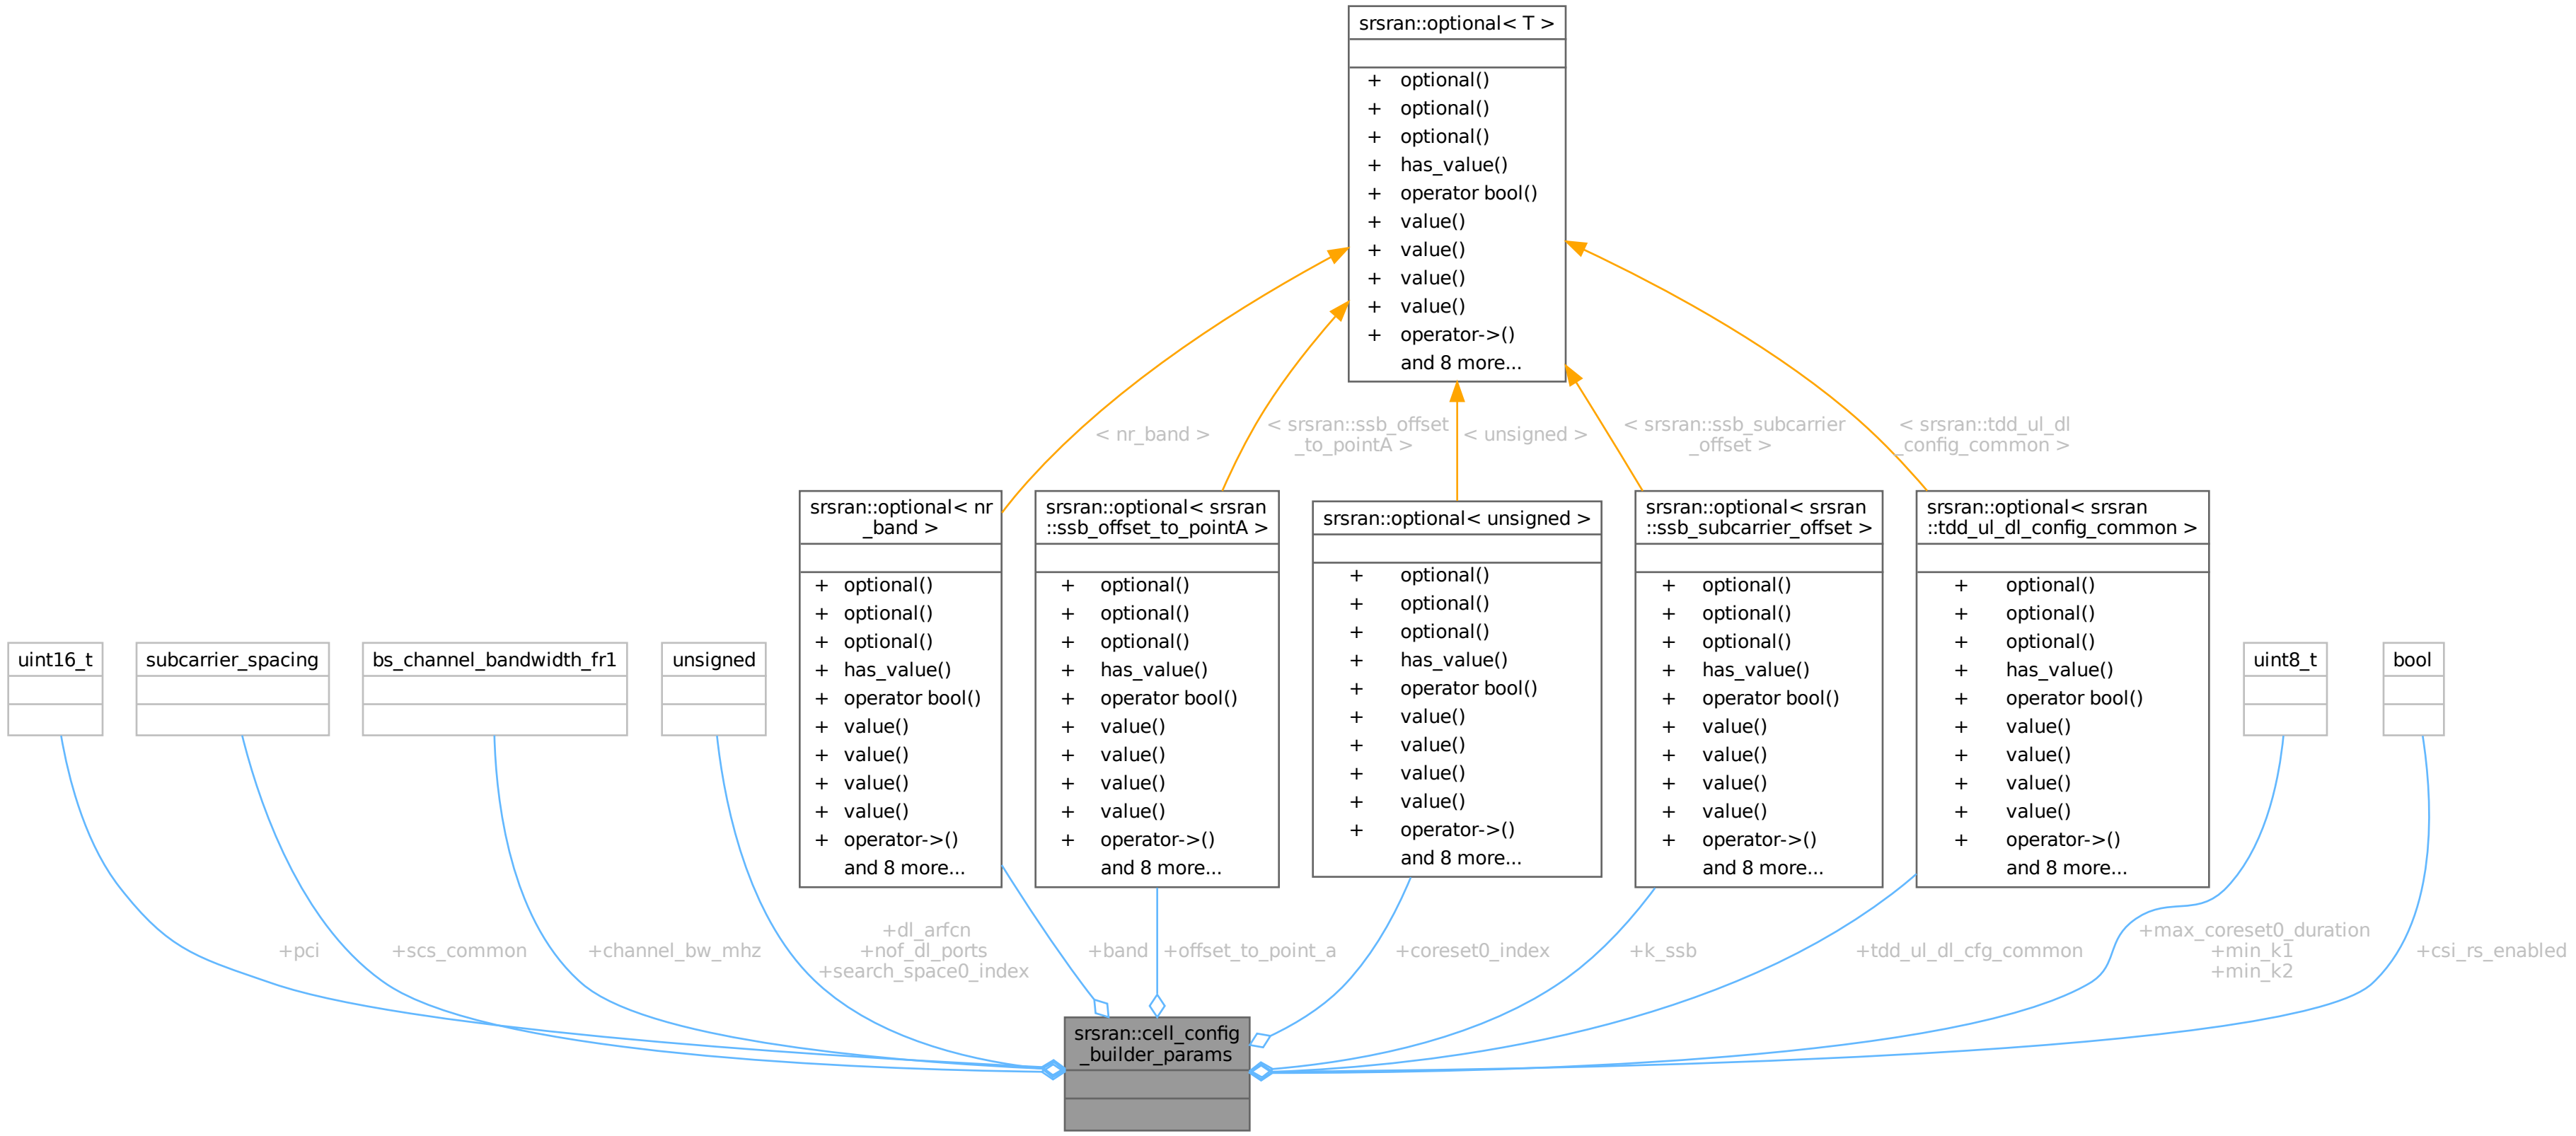 srsran::optional< T >
+ optional()
+ optional()
+ optional()
+ has_value()
+ operator bool()
+ value()
+ value()
+ value()
+ value()
+ operator->()
and 8 more...
< nr_band >
< srsran::ssb_offset
_to_pointA >
< unsigned >
< srsran::ssb_subcarrier
_offset >
< srsran::tdd_ul_dl
_config_common >
uint16_t
subcarrier_spacing
bs_channel_bandwidth_fr1
unsigned
srsran::optional< nr
_band >
+ optional()
+ optional()
+ optional()
+ has_value()
+ operator bool()
+ value()
+ value()
+ value()
+ value()
+ operator->()
and 8 more...
srsran::optional< srsran
::ssb_offset_to_pointA >
+ optional()
+ optional()
+ optional()
+ has_value()
+ operator bool()
+ value()
+ value()
+ value()
+ value()
+ operator->()
and 8 more...
srsran::optional< unsigned >
+ optional()
+ optional()
+ optional()
+ has_value()
+ operator bool()
+ value()
+ value()
+ value()
+ value()
+ operator->()
and 8 more...
srsran::optional< srsran
::ssb_subcarrier_offset >
+ optional()
+ optional()
+ optional()
+ has_value()
+ operator bool()
+ value()
+ value()
+ value()
+ value()
+ operator->()
and 8 more...
srsran::optional< srsran
::tdd_ul_dl_config_common >
+ optional()
+ optional()
+ optional()
+ has_value()
+ operator bool()
+ value()
+ value()
+ value()
+ value()
+ operator->()
and 8 more...
uint8_t
bool
+pci
+scs_common
+channel_bw_mhz
+dl_arfcn
+nof_dl_ports
+search_space0_index
+band
+offset_to_point_a
+coreset0_index
+k_ssb
+tdd_ul_dl_cfg_common
+max_coreset0_duration
+min_k1
+min_k2
+csi_rs_enabled
srsran::cell_config
_builder_params